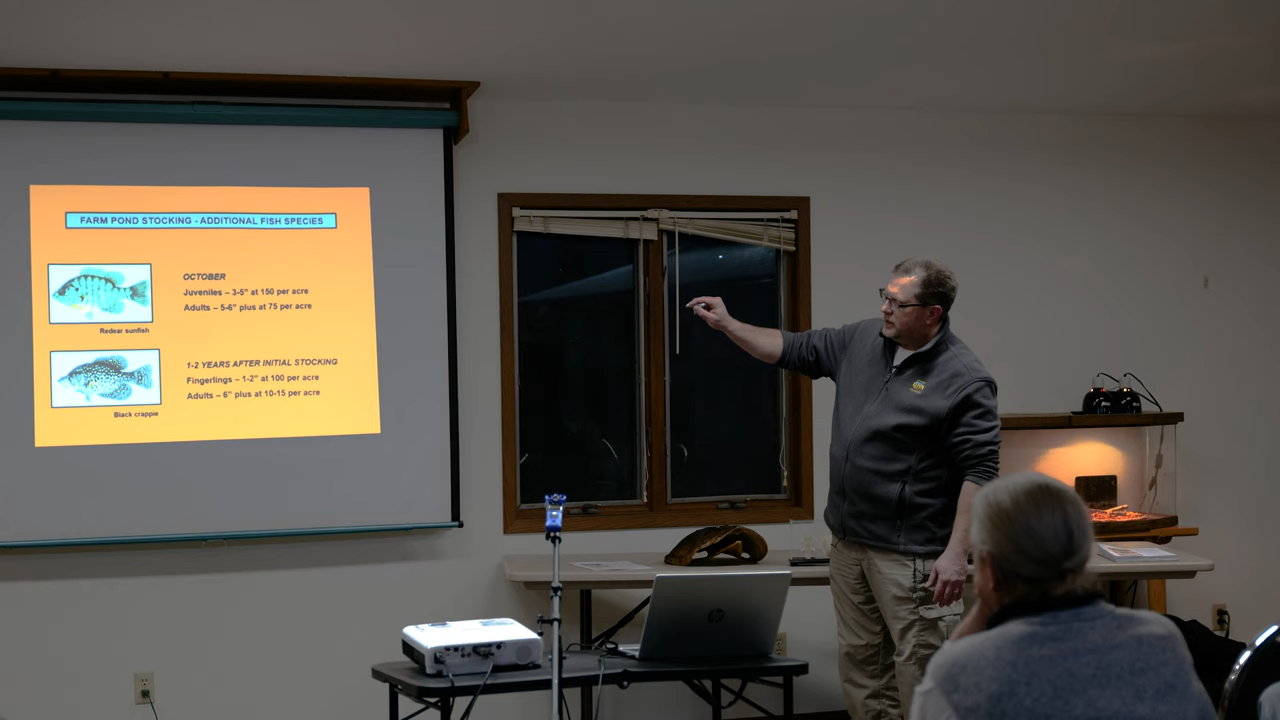 FARM POND STOCKING - ADDITIONAL FISH SPECIES
OCTOBER
Juveniles – 3-5" at 150 per acre
Adults – 5-6" plus at 75 per acre
Redear sunfish
1-2 YEARS AFTER INITIAL STOCKING
Fingerlings – 1-2" at 100 per acre
Adults – 6" plus at 10-15 per acre
Black crappie
hp